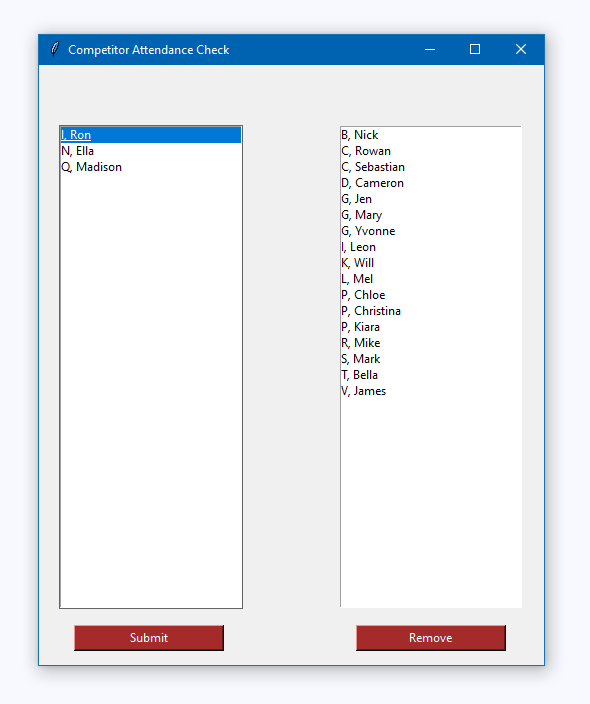 Competitor Attendance Check
I, Ron
N, Ella
Q, Madison
B, Nick
C, Rowan
C, Sebastian
D, Cameron
G, Jen
G, Mary
G, Yvonne
I, Leon
K, Will
L, Mel
P, Chloe
P, Christina
P, Kiara
R, Mike
S, Mark
T, Bella
V, James
Submit
Remove